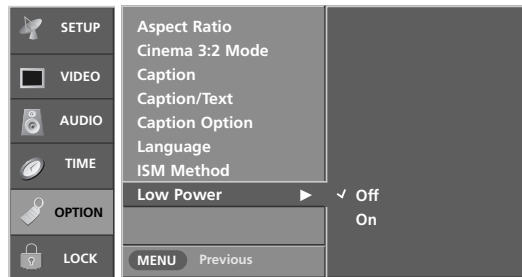 SETUP
VIDEO
AUDIO
TIME
OPTION
LOCK
Aspect Ratio
Cinema 3:2 Mode
Caption
Caption/Text
Caption Option
Language
ISM Method
Low Power ►
✓ Off
On
MENU Previous